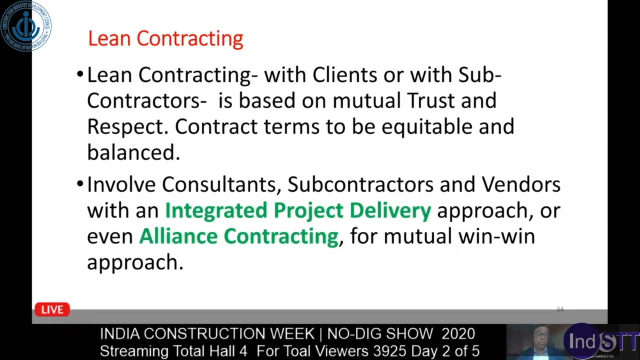 Lean Contracting
•Lean Contracting- with Clients or with Sub-
Contractors-  is based on mutual Trust and
Respect. Contract terms to be equitable and
balanced.
•Involve Consultants, Subcontractors and Vendors
with an Integrated Project Delivery approach, or
even Alliance Contracting, for mutual win-win
approach.
34
LIVE
INDIA CONSTRUCTION WEEK | NO-DIG SHOW  2020
Streaming Total Hall 4  For Toal Viewers 3925 Day 2 of 5
IndSTT